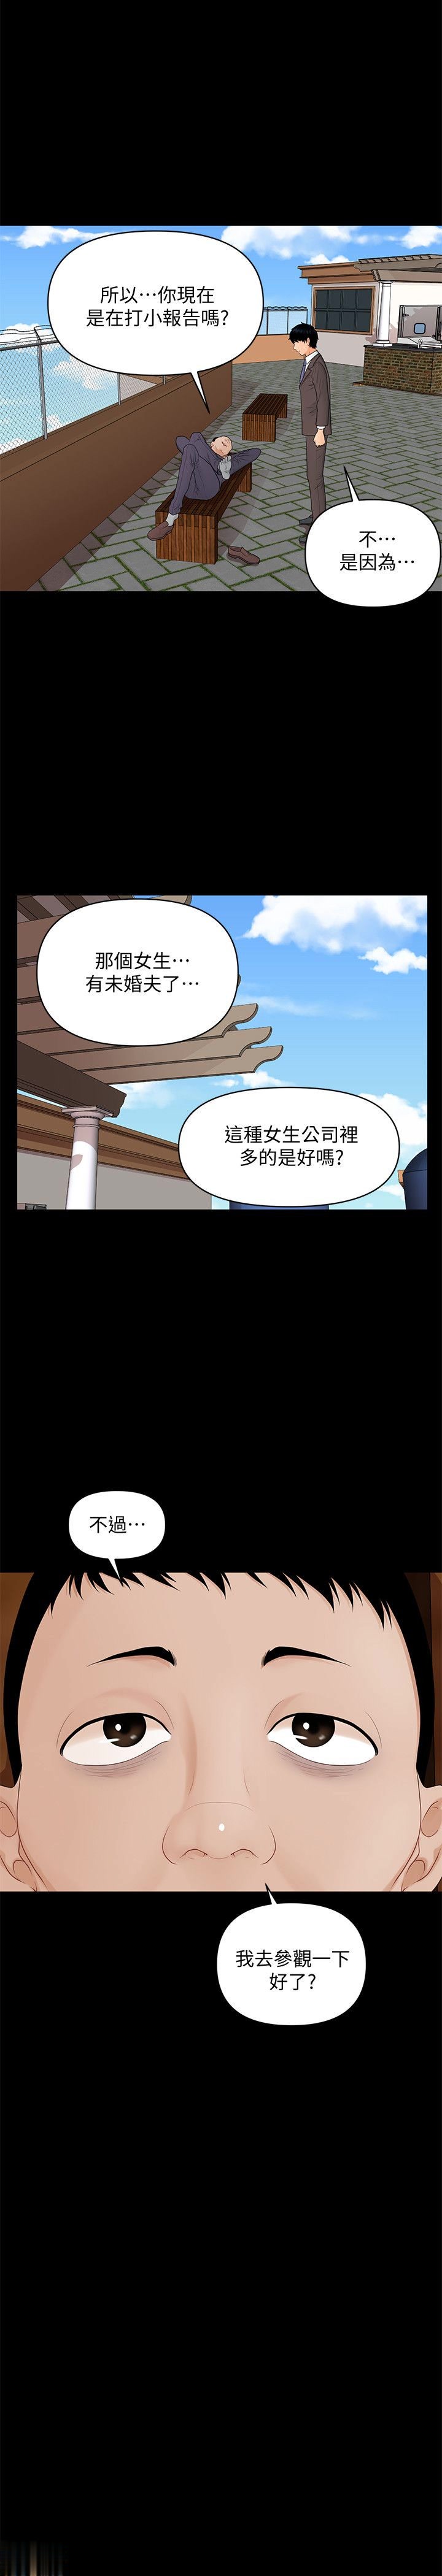 所以⋯你現在
是在打小報告嗎?
不⋯
是因為⋯
那個女生⋯
有未婚夫了⋯
這種女生公司裡
多的是好嗎?
不過⋯
我去參觀一下
好了?